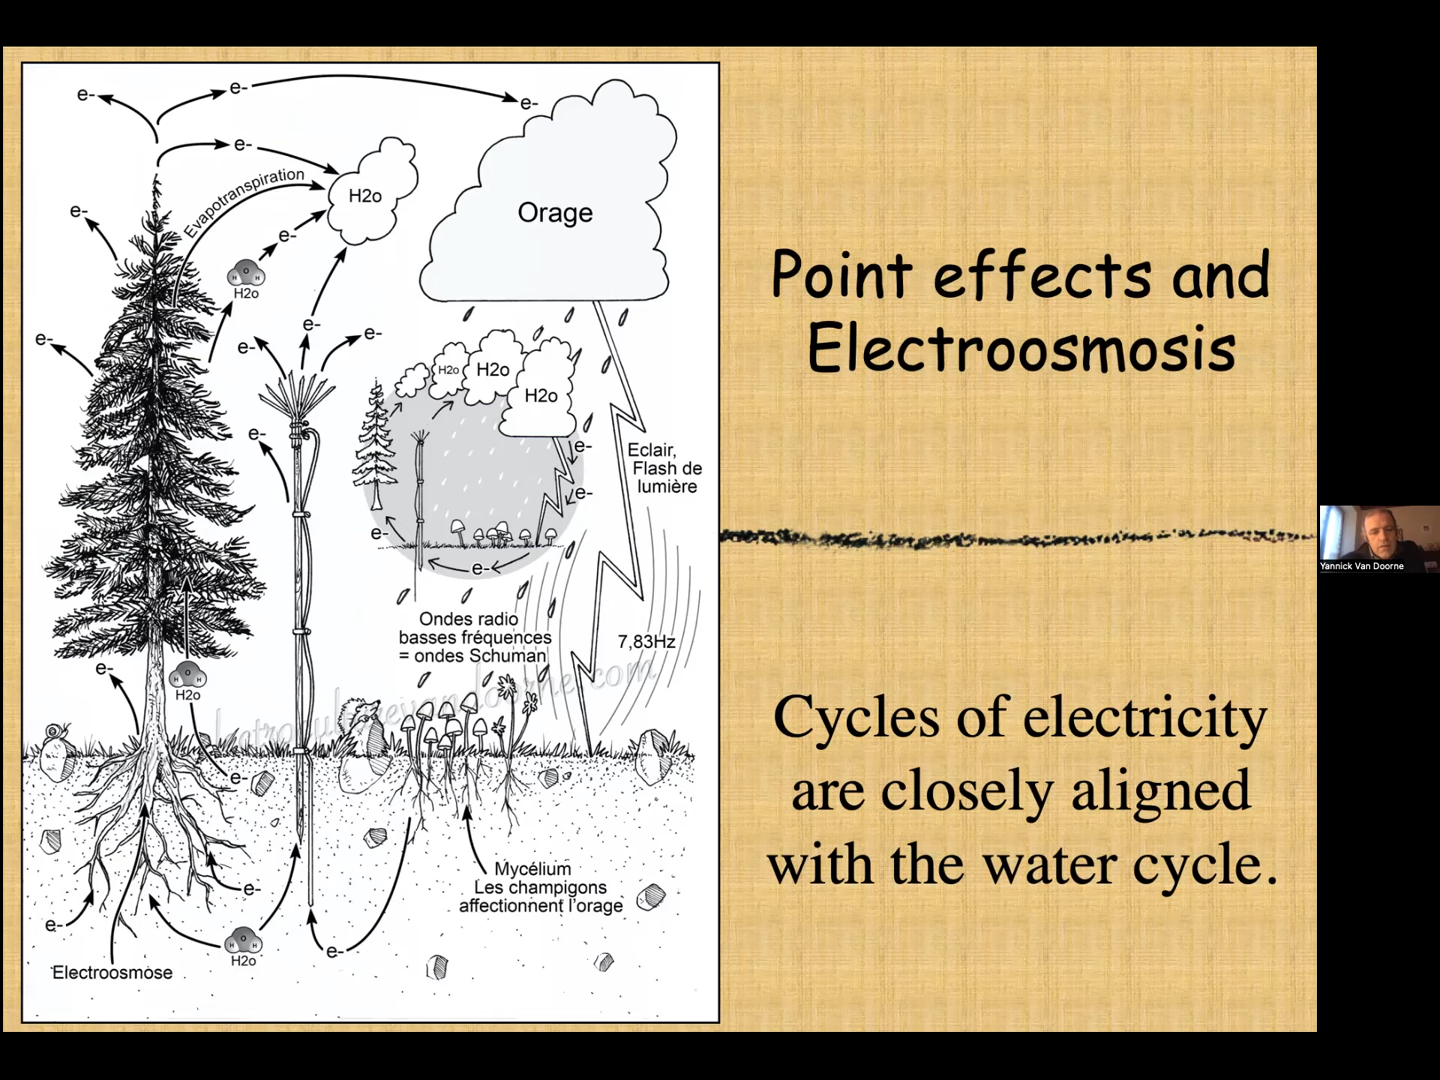 e-
e-
e-
e-
Evapotranspiration
H2o
Orage
e-
e-
O
H H
H2o
e-
e-
e-
e-
H2o
H2o
H2o
e-
e-
e-
Eclair,
Flash de
lumière
e-
e-
Ondes radio
basses fréquences
= ondes Schuman
7,83Hz
e-
H2o
e-
Mycélium
Les champigons
affectionnent l'orage
e-
e-
O
H H
H2o
e-
Electroosmose
Point effects and
Electroosmosis
Cycles of electricity
are closely aligned
with the water cycle.
Yannick Van Doorne